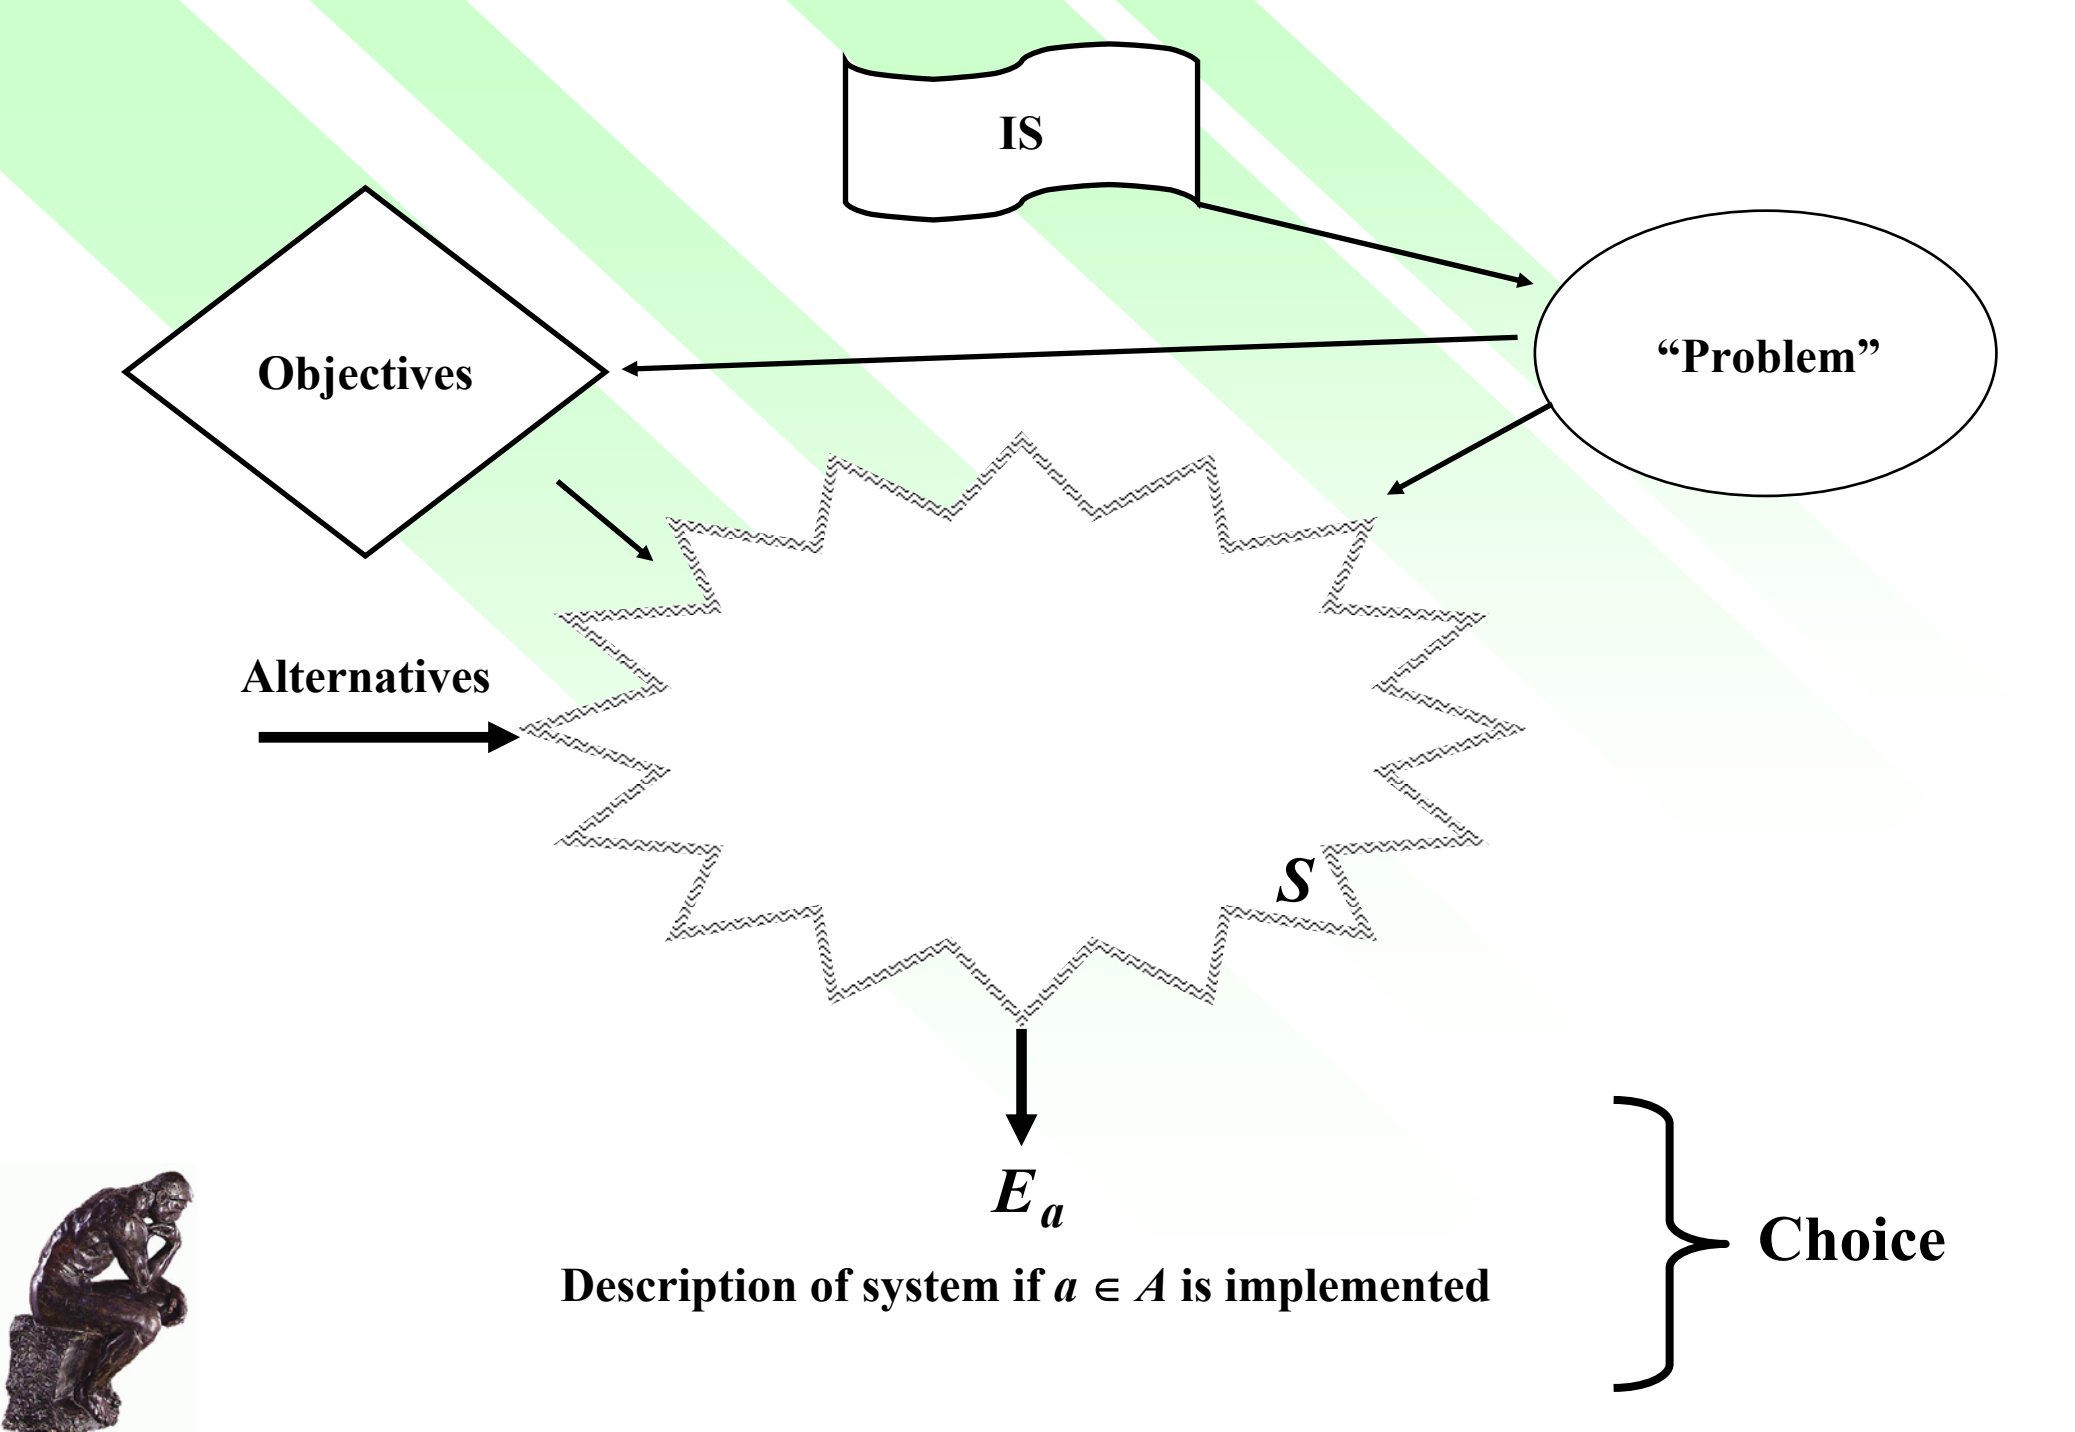 IS
“Problem”
Objectives
Alternatives
S
E a
Description of system if a ∈ A is implemented
Choice